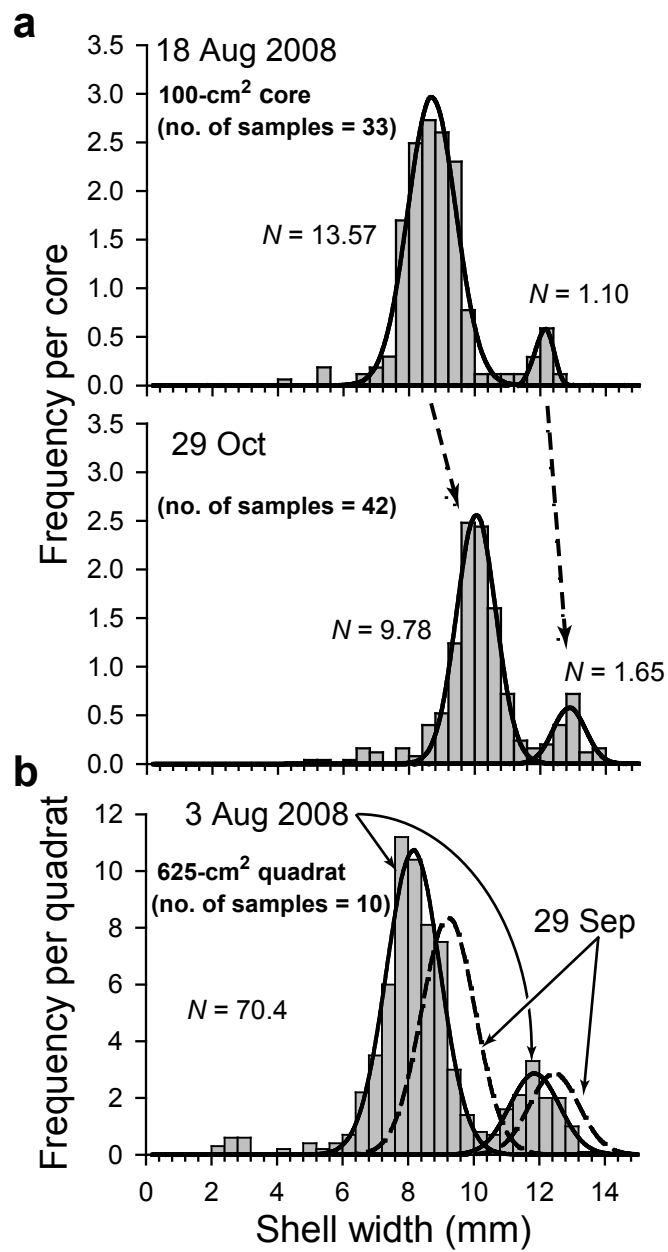 a
3.5
3.0
2.5
2.0
1.5
1.0
0.5
0.0
18 Aug 2008
100-cm² core
(no. of samples = 33)
N = 13.57
N = 1.10
Frequency per core
3.5
3.0
2.5
2.0
1.5
1.0
0.5
0.0
29 Oct
(no. of samples = 42)
N = 9.78
N = 1.65
b
Frequency per quadrat
12
10
8
6
4
2
0
3 Aug 2008
625-cm² quadrat
(no. of samples = 10)
29 Sep
N = 70.4
0 2 4 6 8 10 12 14
Shell width (mm)